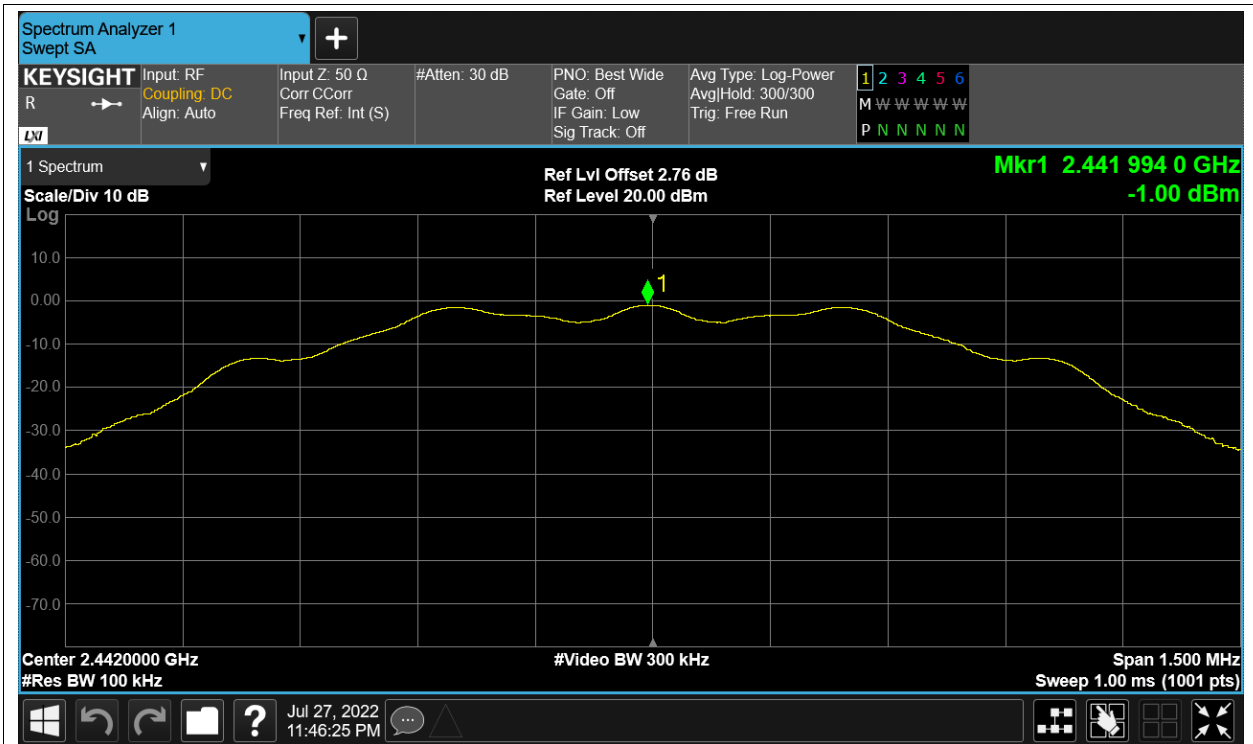 Spectrum Analyzer 1
Swept SA
KEYSIGHT
R
LXI
Input: RF
Coupling: DC
Align: Auto
Input Z: 50 Ω
Corr CCorr
Freq Ref: Int (S)
#Atten: 30 dB
PNO: Best Wide
Gate: Off
IF Gain: Low
Sig Track: Off
Avg Type: Log-Power
Avg|Hold: 300/300
Trig: Free Run
1 2 3 4 5 6
M W W W W W
P N N N N N
1 Spectrum
Scale/Div 10 dB
Log
Ref Lvl Offset 2.76 dB
Ref Level 20.00 dBm
Mkr1 2.441 994 0 GHz
-1.00 dBm
1
10.0
0.00
-10.0
-20.0
-30.0
-40.0
-50.0
-60.0
-70.0
Center 2.4420000 GHz
#Res BW 100 kHz
#Video BW 300 kHz
Span 1.500 MHz
Sweep 1.00 ms (1001 pts)
?
Jul 27, 2022
11:46:25 PM